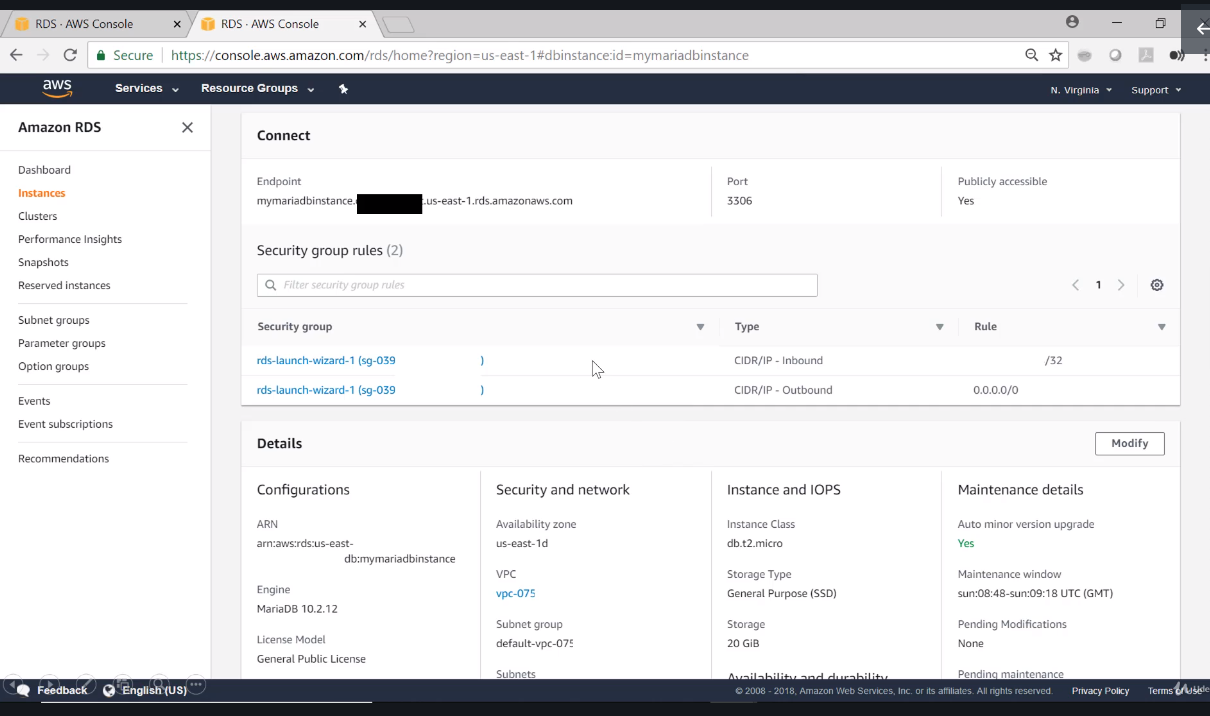 RDS · AWS Console
RDS · AWS Console
Secure
https://console.aws.amazon.com/rds/home?region=us-east-1#dbinstance:id=mymariadbinstance
aws
Services
Resource Groups
N. Virginia
Support
Amazon RDS
Dashboard
Instances
Clusters
Performance Insights
Snapshots
Reserved instances
Subnet groups
Parameter groups
Option groups
Events
Event subscriptions
Recommendations
Connect
Endpoint
mymariadbinstance. .us-east-1.rds.amazonaws.com
Port
3306
Publicly accessible
Yes
Security group rules (2)
Filter security group rules
1
Security group Type Rule
rds-launch-wizard-1 (sg-039 ) CIDR/IP - Inbound /32
rds-launch-wizard-1 (sg-039 ) CIDR/IP - Outbound 0.0.0.0/0
Details
Modify
Configurations
ARN
arn:aws:rds:us-east-
db:mymariadbinstance
Engine
MariaDB 10.2.12
License Model
General Public License
Security and network
Availability zone
us-east-1d
VPC
vpc-075
Subnet group
default-vpc-075
Subnets
Instance and IOPS
Instance Class
db.t2.micro
Storage Type
General Purpose (SSD)
Storage
20 GiB
Availability and durability
Maintenance details
Auto minor version upgrade
Yes
Maintenance window
sun:08:48-sun:09:18 UTC (GMT)
Pending Modifications
None
Pending maintenance
Feedback
English (US)
© 2008 - 2018, Amazon Web Services, Inc. or its affiliates. All rights reserved.
Privacy Policy
Terms of Use